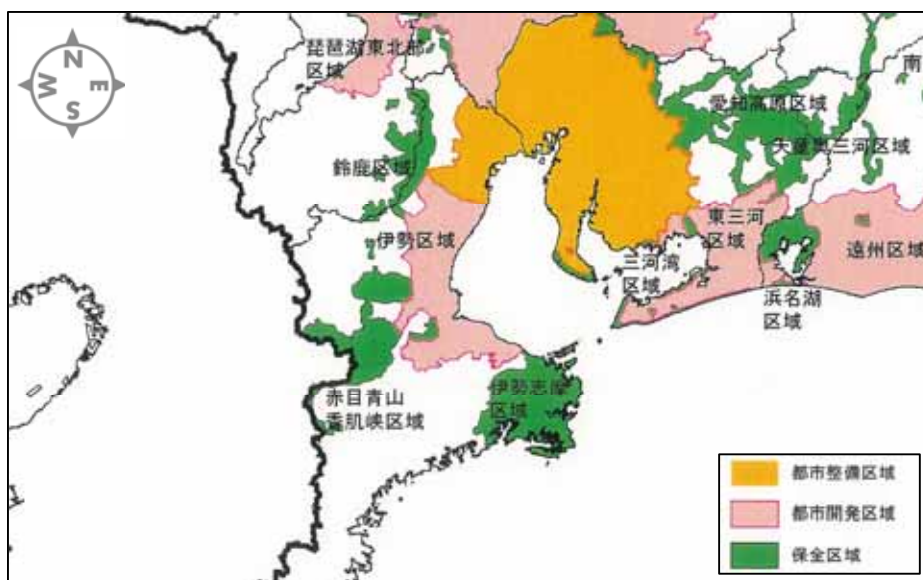 N
E
S
W
琵琶湖東北部
区域
南
愛知高原区域
天竜奥三河区域
鈴鹿区域
伊勢区域
東三河
区域
遠州区域
三河湾
区域
浜名湖
区域
伊勢志摩
区域
赤目青山
香肌峡区域
都市整備区域
都市開発区域
保全区域